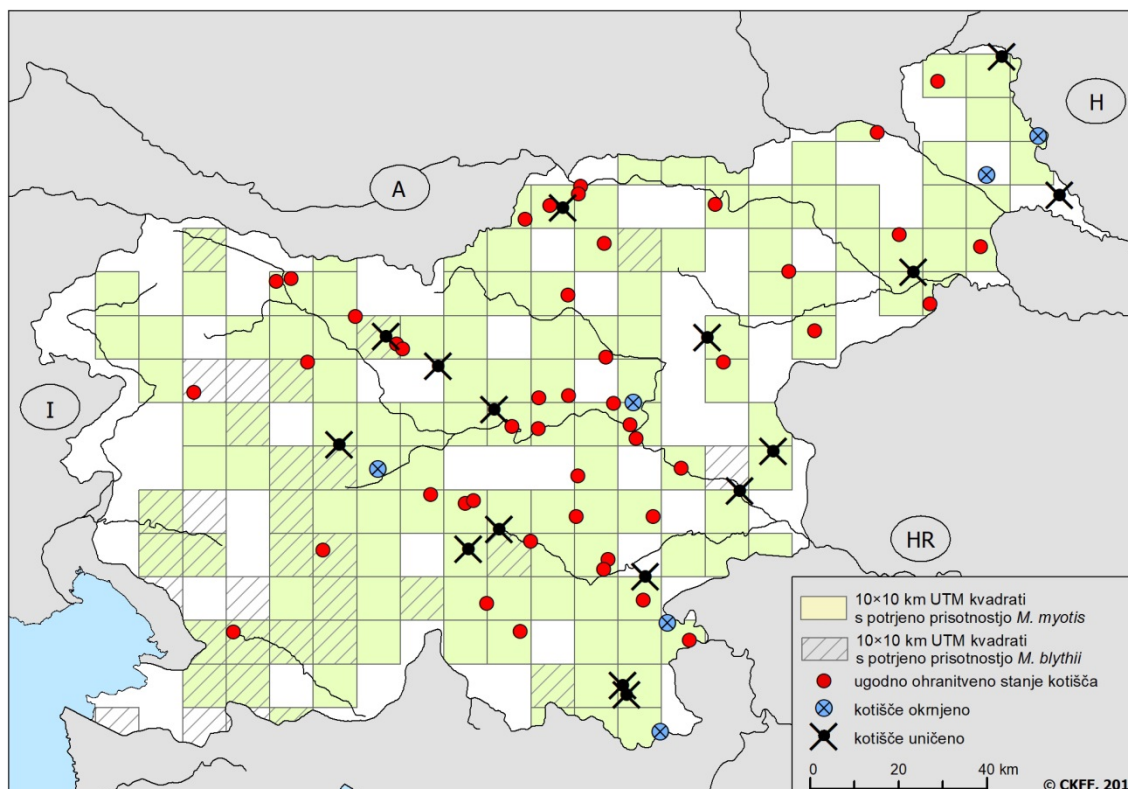 H
A
I
HR
10×10 km UTM kvadrati
s potrjeno prisotnostjo M. myotis
10×10 km UTM kvadrati
s potrjeno prisotnostjo M. blythii
ugodno ohranitveno stanje kotišča
kotišče okrnjeno
kotišče uničeno
0 20 40 km
© CKFF, 201